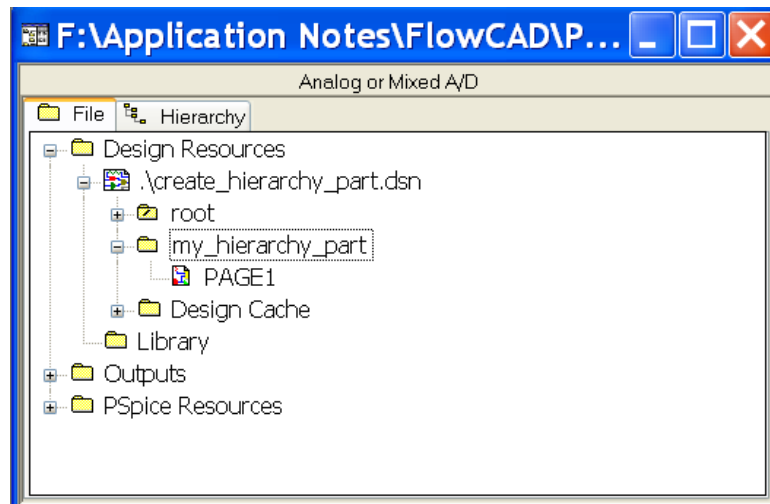 F:\Application Notes\FlowCAD\P...
Analog or Mixed A/D
File Hierarchy
Design Resources
.\create_hierarchy_part.dsn
root
my_hierarchy_part
PAGE1
Design Cache
Library
Outputs
PSpice Resources